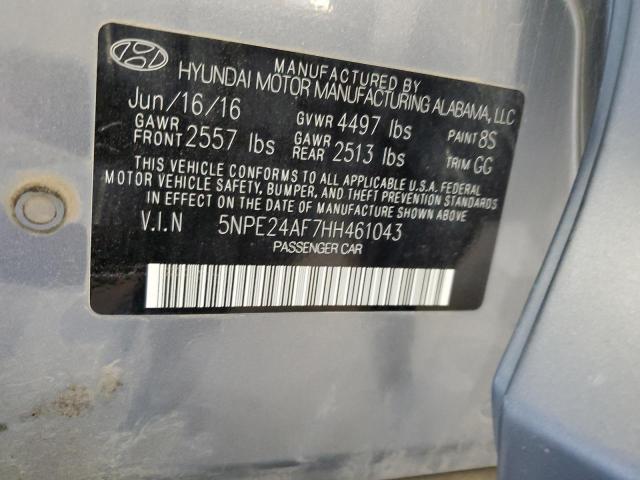 MANUFACTURED BY
HYUNDAI MOTOR MANUFACTURING ALABAMA, LLC
Jun/16/16 GVWR 4497 lbs PAINT 8S
GAWR FRONT 2557 lbs GAWR REAR 2513 lbs TRIM GG
THIS VEHICLE CONFORMS TO ALL APPLICABLE U.S.A. FEDERAL
MOTOR VEHICLE SAFETY, BUMPER, AND THEFT PREVENTION STANDARDS
IN EFFECT ON THE DATE OF MANUFACTURE SHOWN ABOVE.
V.I.N 5NPE24AF7HH461043
PASSENGER CAR